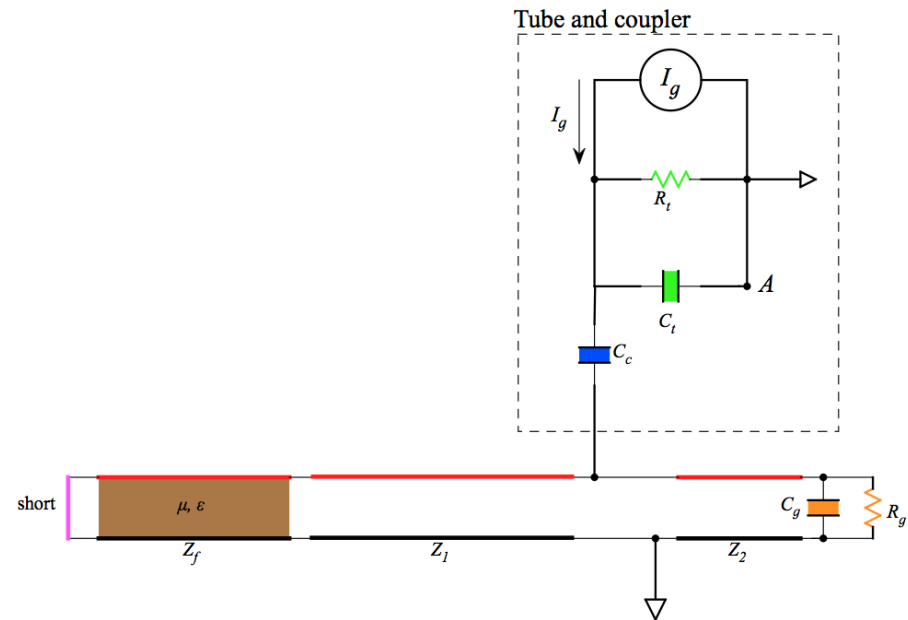 Tube and coupler
I_g
I_g
R_t
A
C_t
C_c
short
μ, ε
C_g
R_g
Z_f
Z_1
Z_2